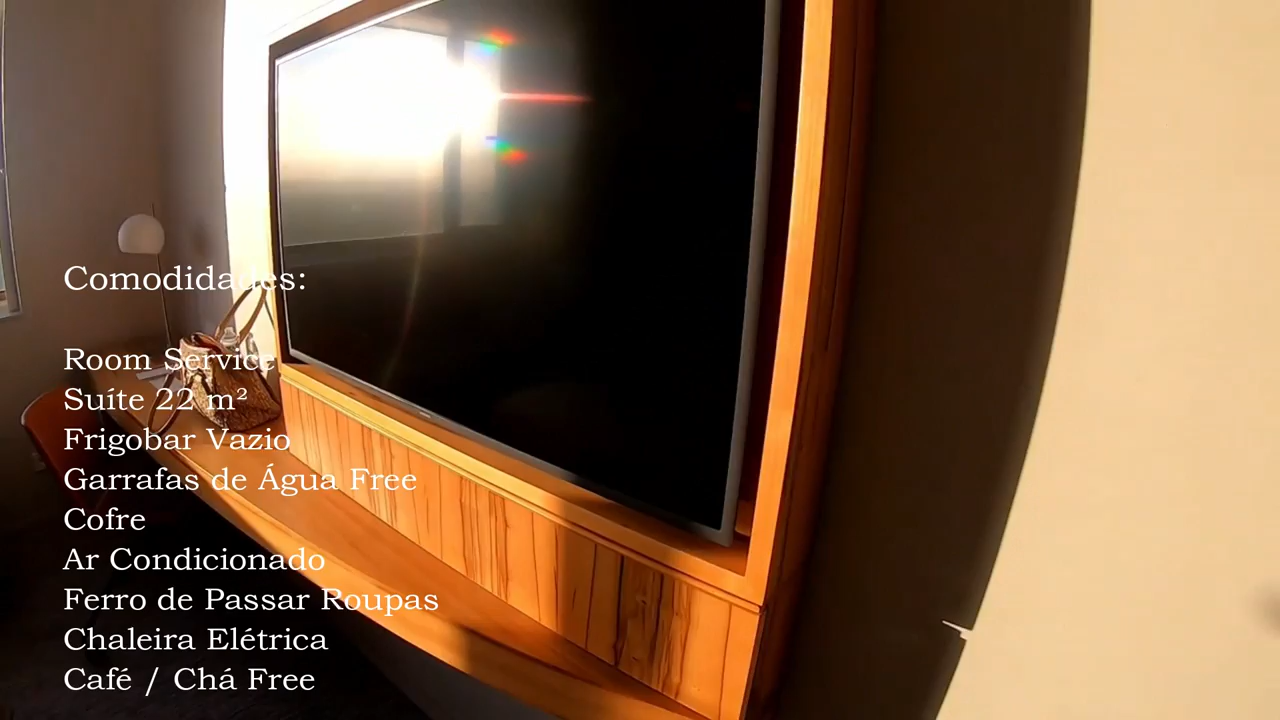 Comodidades:
Room Service
Suíte 22 m²
Frigobar Vazio
Garrafas de Água Free
Cofre
Ar Condicionado
Ferro de Passar Roupas
Chaleira Elétrica
Café / Chá Free